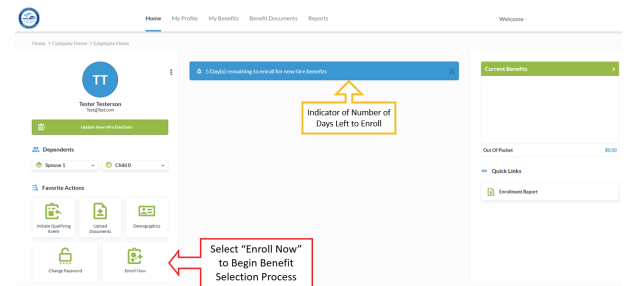 Home My Profile My Benefits Benefit Documents Reports Welcome -
Home > Company Home > Employee Home
TT
Tester Testerson
Test@Test.com
Update New Hire Elections
Dependents
Spouse 1 Child 0
Favorite Actions
Initiate Qualifying Event
Upload Documents
Demographics
Change Password
Enroll Now
5 Day(s) remaining to enroll for new hire benefits
Indicator of Number of
Days Left to Enroll
Select “Enroll Now”
to Begin Benefit
Selection Process
Current Benefits
Out Of Pocket $0.00
Quick Links
Enrollment Report